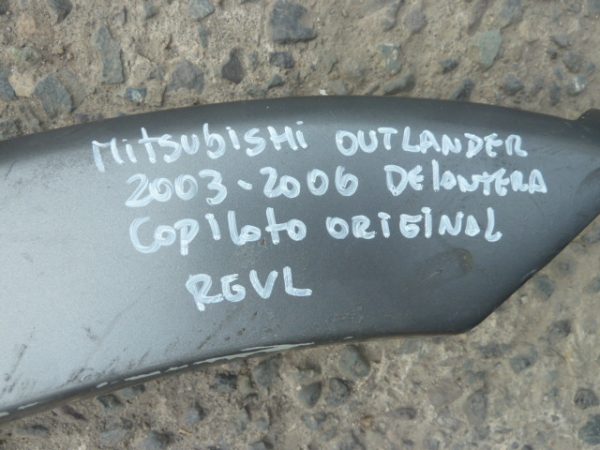 Mitsubishi OUTLANDER
2003-2006 DElantERA
Copiloto ORIGINAL
RGVL